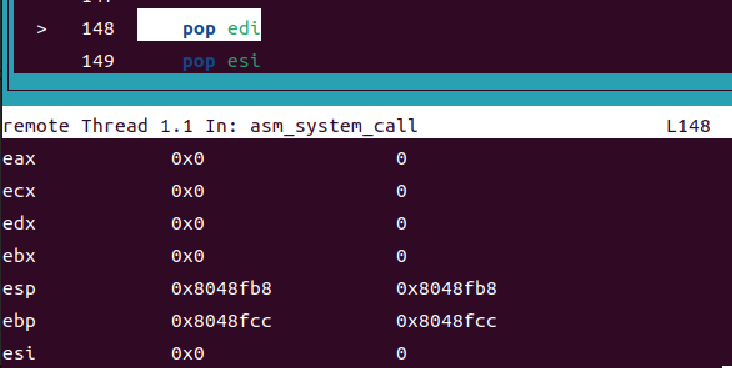 > 148 pop edi
149 pop esi
remote Thread 1.1 In: asm_system_call L148
eax 0x0 0
ecx 0x0 0
edx 0x0 0
ebx 0x0 0
esp 0x8048fb8 0x8048fb8
ebp 0x8048fcc 0x8048fcc
esi 0x0 0